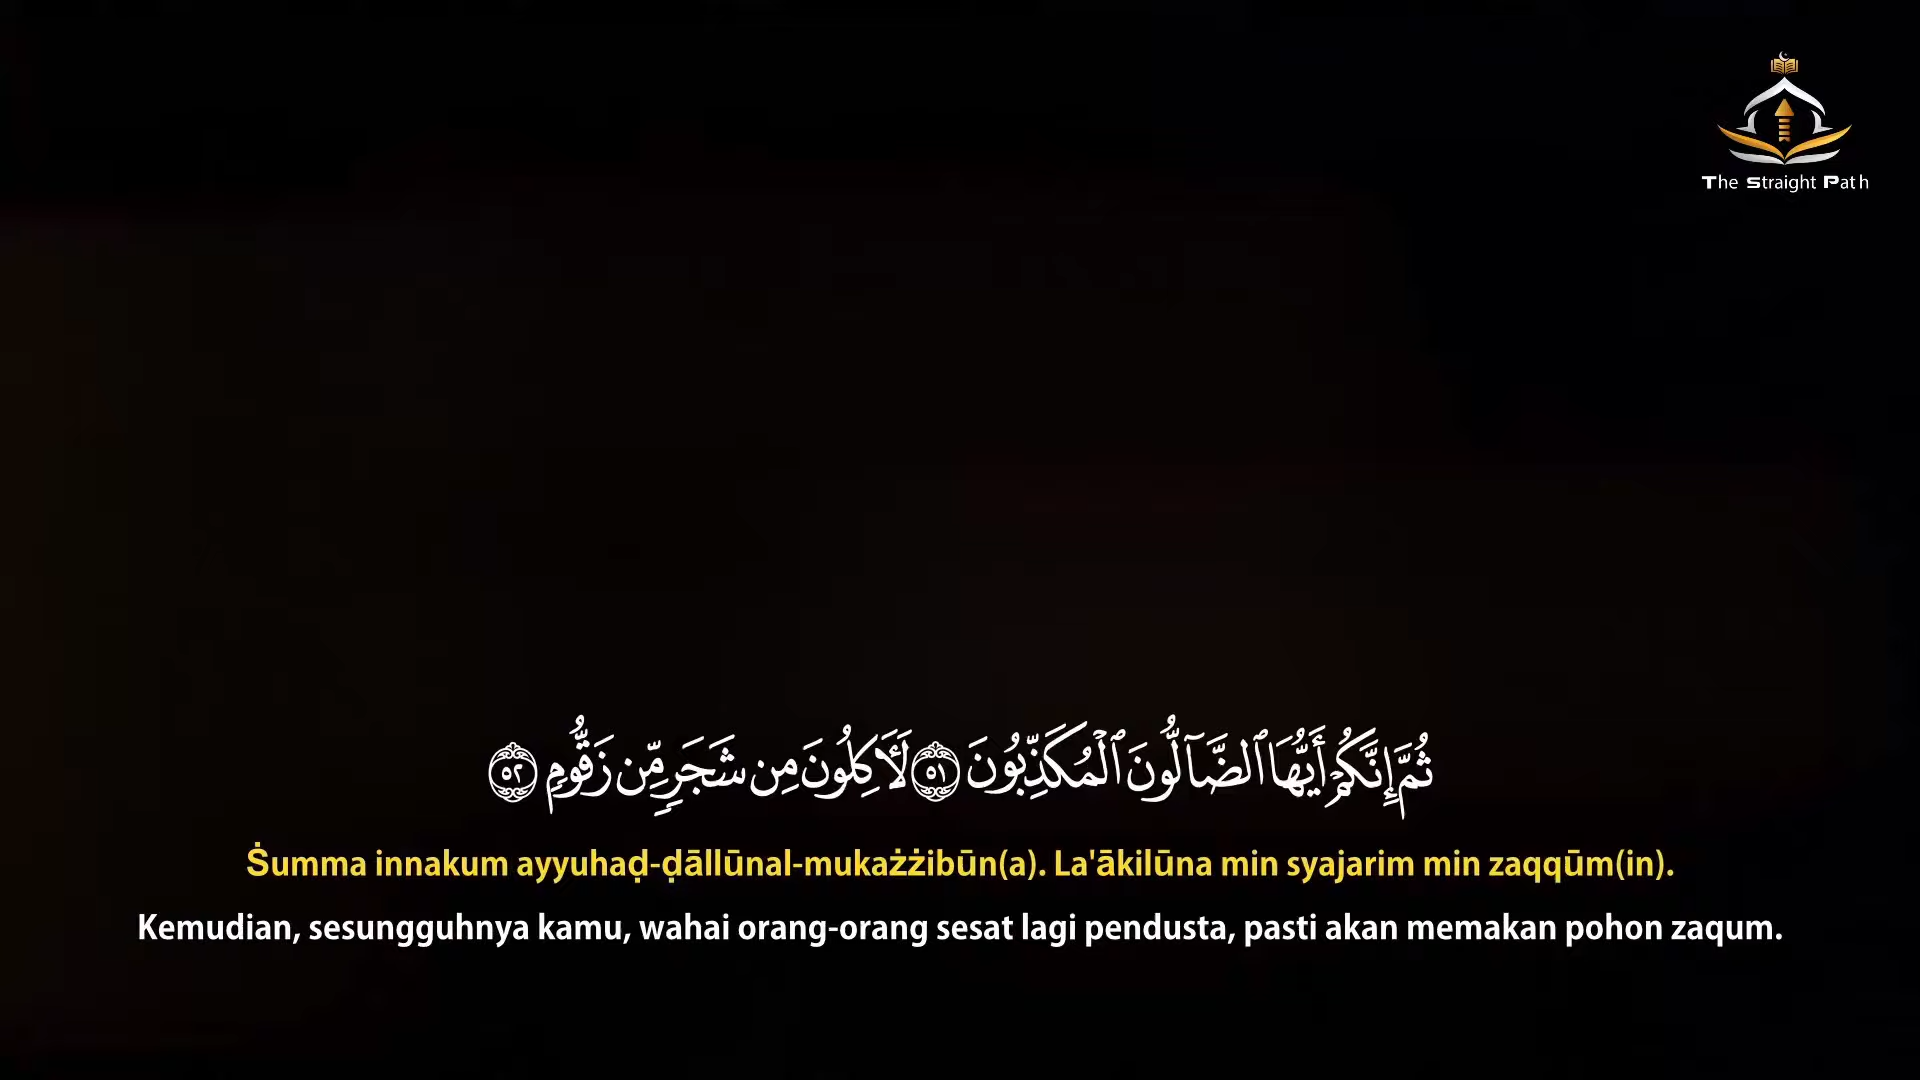 The Straight Path
ثُمَّ إِنَّكُمْ أَيُّهَا ٱلضَّآلُّونَ ٱلْمُكَذِّبُونَ ٥١ لَـَٔاكِلُونَ مِن شَجَرٍ مِّن زَقُّومٍ ٥٢
Ṡumma innakum ayyuhaḍ-ḍāllūnal-mukażżibūn(a). La'ākilūna min syajarim min zaqqūm(in).
Kemudian, sesungguhnya kamu, wahai orang-orang sesat lagi pendusta, pasti akan memakan pohon zaqum.